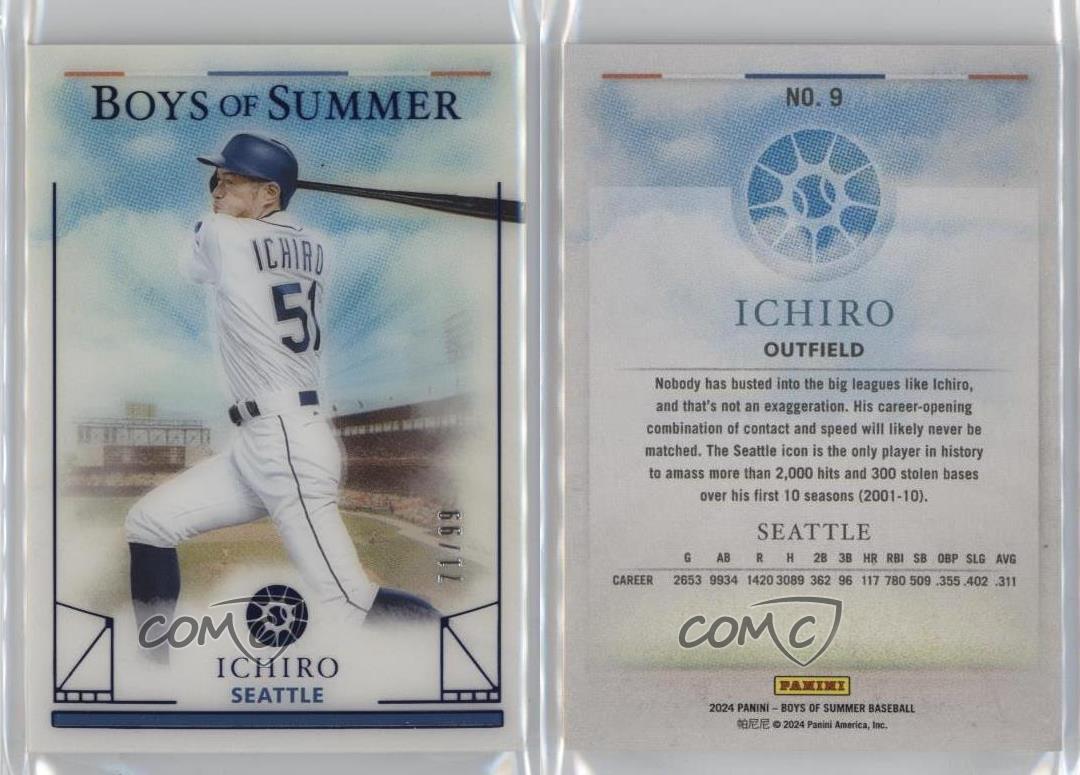 BOYS OF SUMMER
ICHIRO
51
71/99
COMC
ICHIRO
SEATTLE
NO. 9
ICHIRO
OUTFIELD
Nobody has busted into the big leagues like Ichiro,
and that's not an exaggeration. His career-opening
combination of contact and speed will likely never be
matched. The Seattle icon is the only player in history
to amass more than 2,000 hits and 300 stolen bases
over his first 10 seasons (2001-10).
SEATTLE
G AB R H 2B 3B HR RBI SB OBP SLG AVG
CAREER 2653 9934 1420 3089 362 96 117 780 509 .355 .402 .311
COMC
PANINI
2024 PANINI – BOYS OF SUMMER BASEBALL
帕尼尼 © 2024 Panini America, Inc.